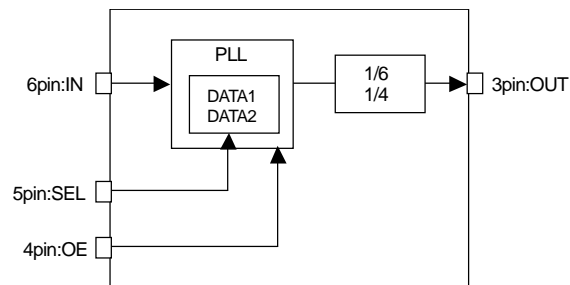 PLL
6pin:IN
DATA1
DATA2
1/6
1/4
3pin:OUT
5pin:SEL
4pin:OE